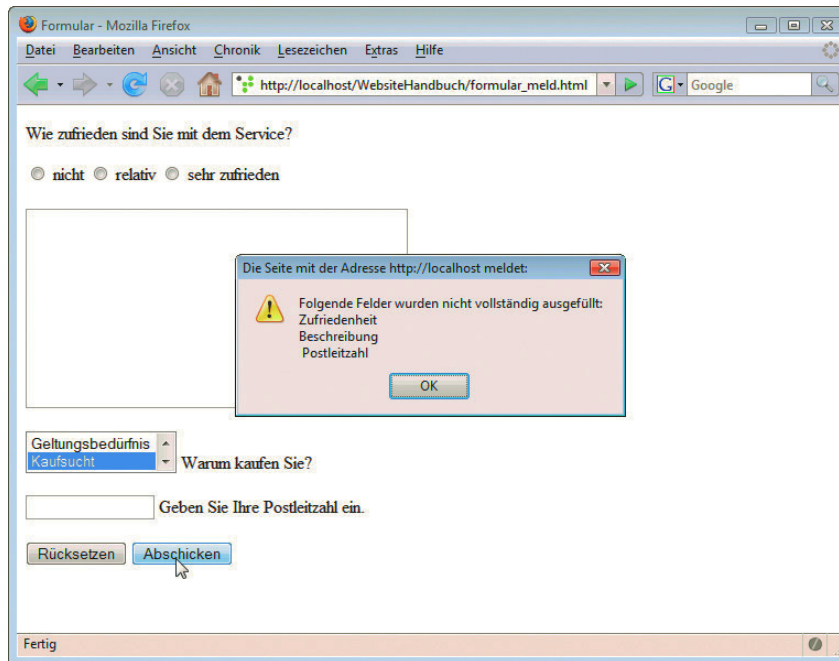 Formular - Mozilla Firefox
Datei Bearbeiten Ansicht Chronik Lesezeichen Extras Hilfe
http://localhost/WebsiteHandbuch/formular_meld.html G Google
Wie zufrieden sind Sie mit dem Service?
nicht relativ sehr zufrieden
Die Seite mit der Adresse http://localhost meldet:
Folgende Felder wurden nicht vollständig ausgefüllt:
Zufriedenheit
Beschreibung
Postleitzahl
OK
Geltungsbedürfnis
Kaufsucht Warum kaufen Sie?
Geben Sie Ihre Postleitzahl ein.
Rücksetzen Abschicken
Fertig